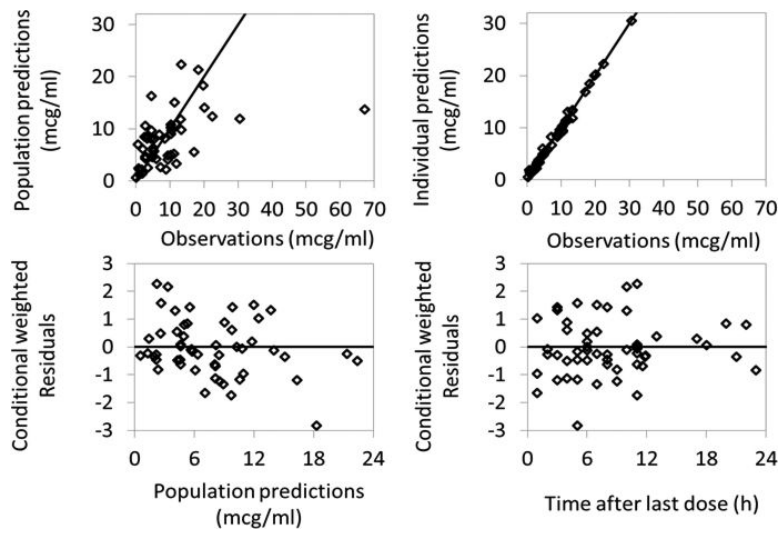 Population predictions
(mcg/ml)
30
20
10
0
0 10 20 30 40 50 60 70
Observations (mcg/ml)
Individual predictions
(mcg/ml)
30
20
10
0
0 10 20 30 40 50 60 70
Observations (mcg/ml)
Conditional weighted
Residuals
3
2
1
0
-1
-2
-3
0 6 12 18 24
Population predictions
(mcg/ml)
Conditional weighted
Residuals
3
2
1
0
-1
-2
-3
0 6 12 18 24
Time after last dose (h)